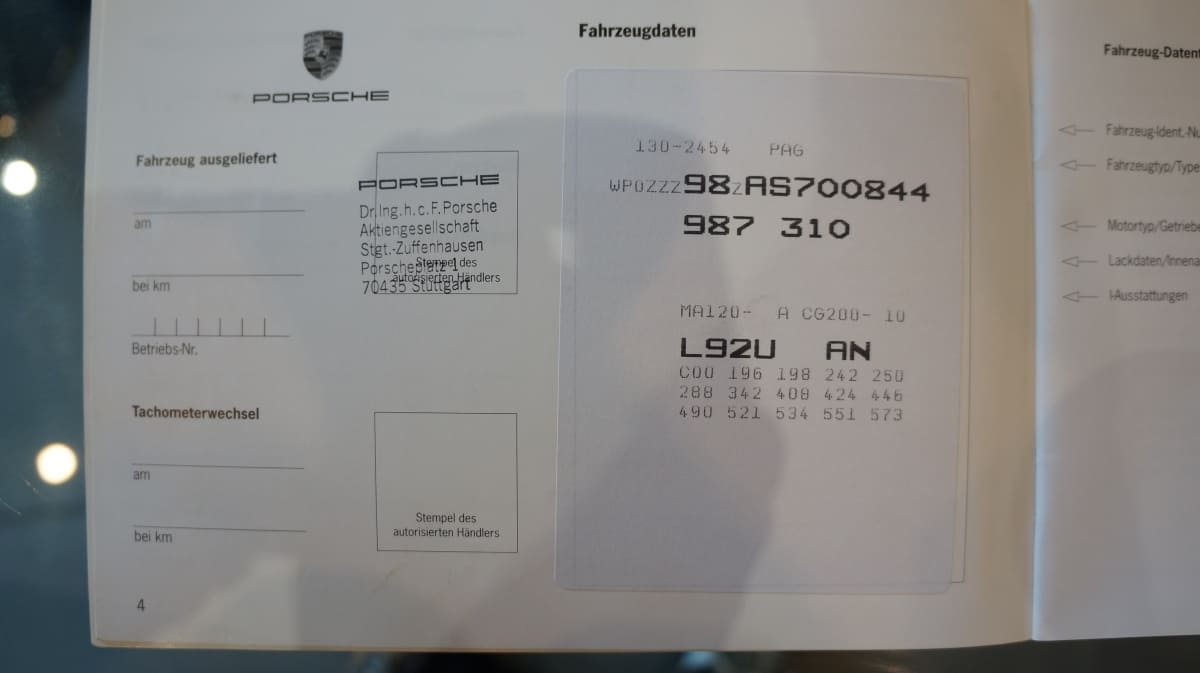 PORSCHE
Fahrzeug ausgeliefert
am
bei km
Betriebs-Nr.
PORSCHE
Dr.Ing.h.c.F.Porsche
Aktiengesellschaft
Stgt.-Zuffenhausen
Porscheplatz 1
70435 Stuttgart
Stempel des
autorisierten Händlers
Tachometerwechsel
am
bei km
Stempel des
autorisierten Händlers
4
Fahrzeugdaten
130-2454 PAG
WP0ZZZ98ZAS700844
987 310
MA120- A CG200- 10
L92U AN
C00 196 198 242 250
288 342 408 424 446
490 521 534 551 573
Fahrzeug-Daten
Fahrzeug-Ident.-Nu
Fahrzeugtyp/Type
Motortyp/Getriebe
Lackdaten/Innena
I-Ausstattungen